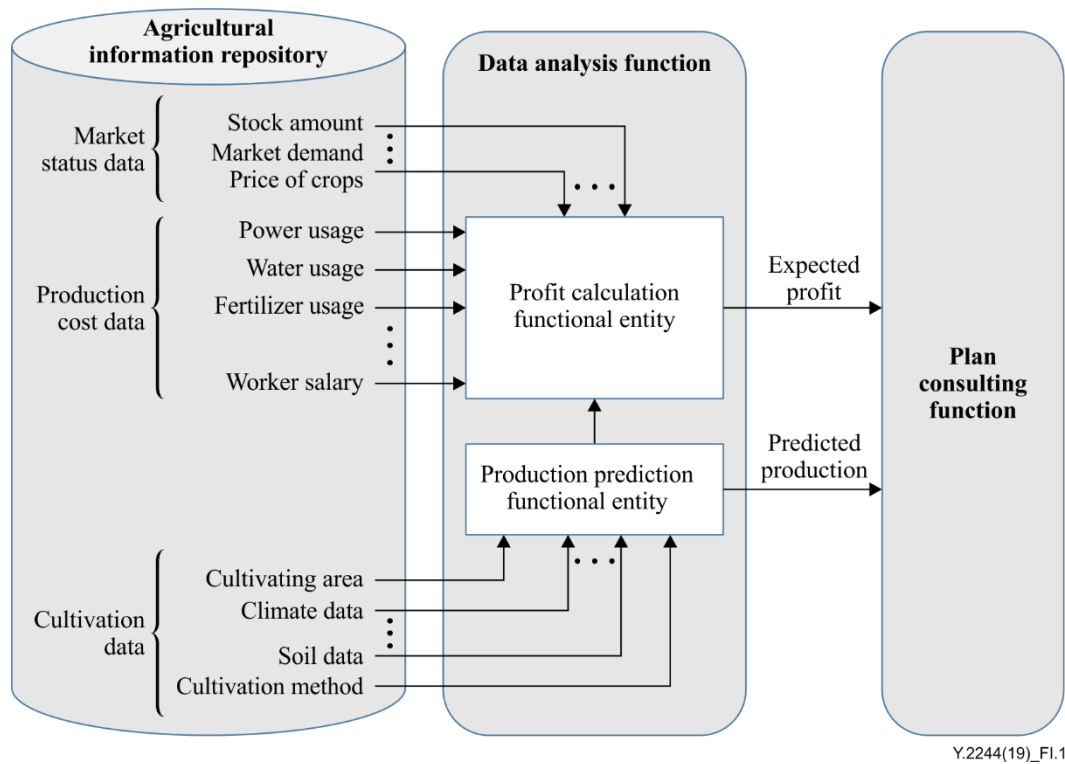 Agricultural
information repository
Data analysis function
Market
status data
Stock amount
Market demand
Price of crops
Production
cost data
Power usage
Water usage
Fertilizer usage
Worker salary
Profit calculation
functional entity
Expected
profit
Plan
consulting
function
Production prediction
functional entity
Predicted
production
Cultivation
data
Cultivating area
Climate data
Soil data
Cultivation method
Y.2244(19)_FI.1